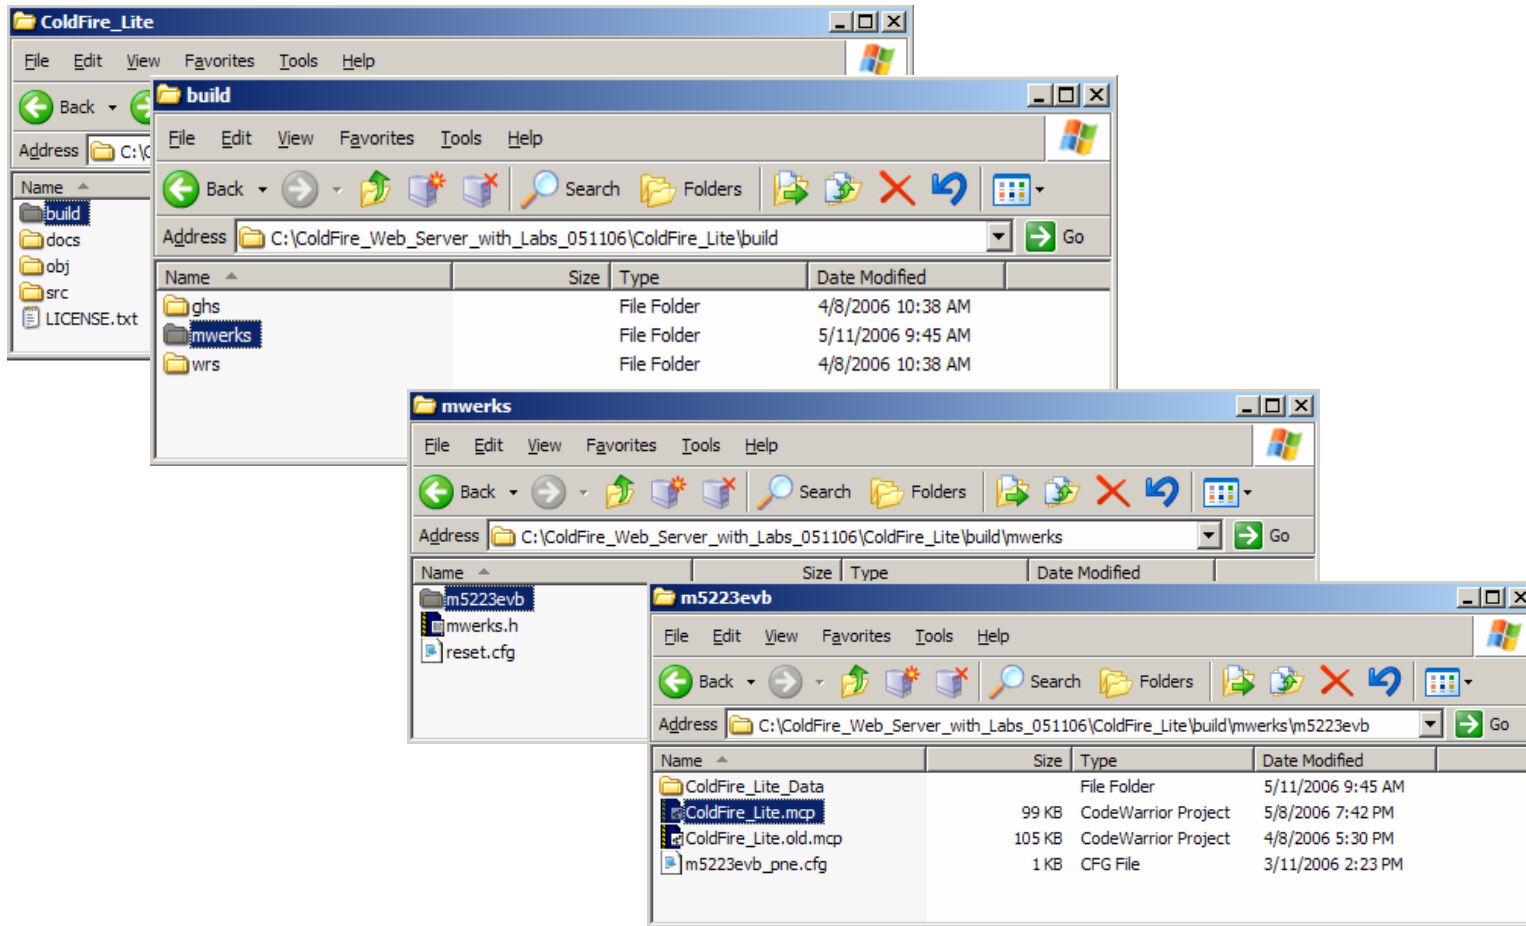 ColdFire_Lite
File Edit View Favorites Tools Help
Back
Address C:\C
Name
build
docs
obj
src
LICENSE.txt
build
File Edit View Favorites Tools Help
Back Search Folders
Address C:\ColdFire_Web_Server_with_Labs_051106\ColdFire_Lite\build Go
Name Size Type Date Modified
ghs File Folder 4/8/2006 10:38 AM
mwerks File Folder 5/11/2006 9:45 AM
wrs File Folder 4/8/2006 10:38 AM
mwerks
File Edit View Favorites Tools Help
Back Search Folders
Address C:\ColdFire_Web_Server_with_Labs_051106\ColdFire_Lite\build\mwerks Go
Name Size Type Date Modified
m5223evb
mwerks.h
reset.cfg
m5223evb
File Edit View Favorites Tools Help
Back Search Folders
Address C:\ColdFire_Web_Server_with_Labs_051106\ColdFire_Lite\build\mwerks\m5223evb Go
Name Size Type Date Modified
ColdFire_Lite_Data File Folder 5/11/2006 9:45 AM
ColdFire_Lite.mcp 99 KB CodeWarrior Project 5/8/2006 7:42 PM
ColdFire_Lite.old.mcp 105 KB CodeWarrior Project 4/8/2006 5:30 PM
m5223evb_pne.cfg 1 KB CFG File 3/11/2006 2:23 PM